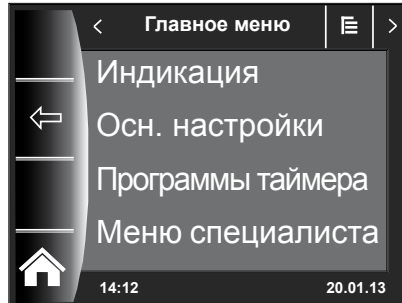 Главное меню
Индикация
Осн. настройки
Программы таймера
Меню специалиста
14:12 20.01.13